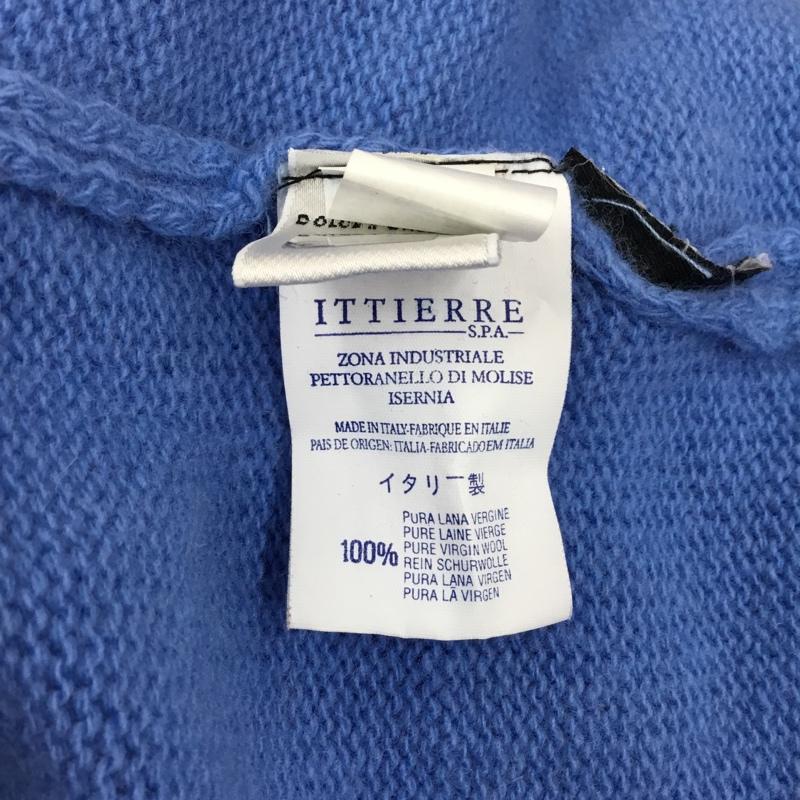 ITTIERRE
S.P.A.
ZONA INDUSTRIALE
PETTORANELLO DI MOLISE
ISERNIA
MADE IN ITALY-FABRIQUE EN ITALIE
PAIS DE ORIGEN: ITALIA-FABRICADO EM ITALIA
イタリー製
100%
PURA LANA VERGINE
PURE LAINE VIERGE
PURE VIRGIN WOOL
REIN SCHURWOLLE
PURA LANA VIRGEN
PURA LÃ VIRGEN